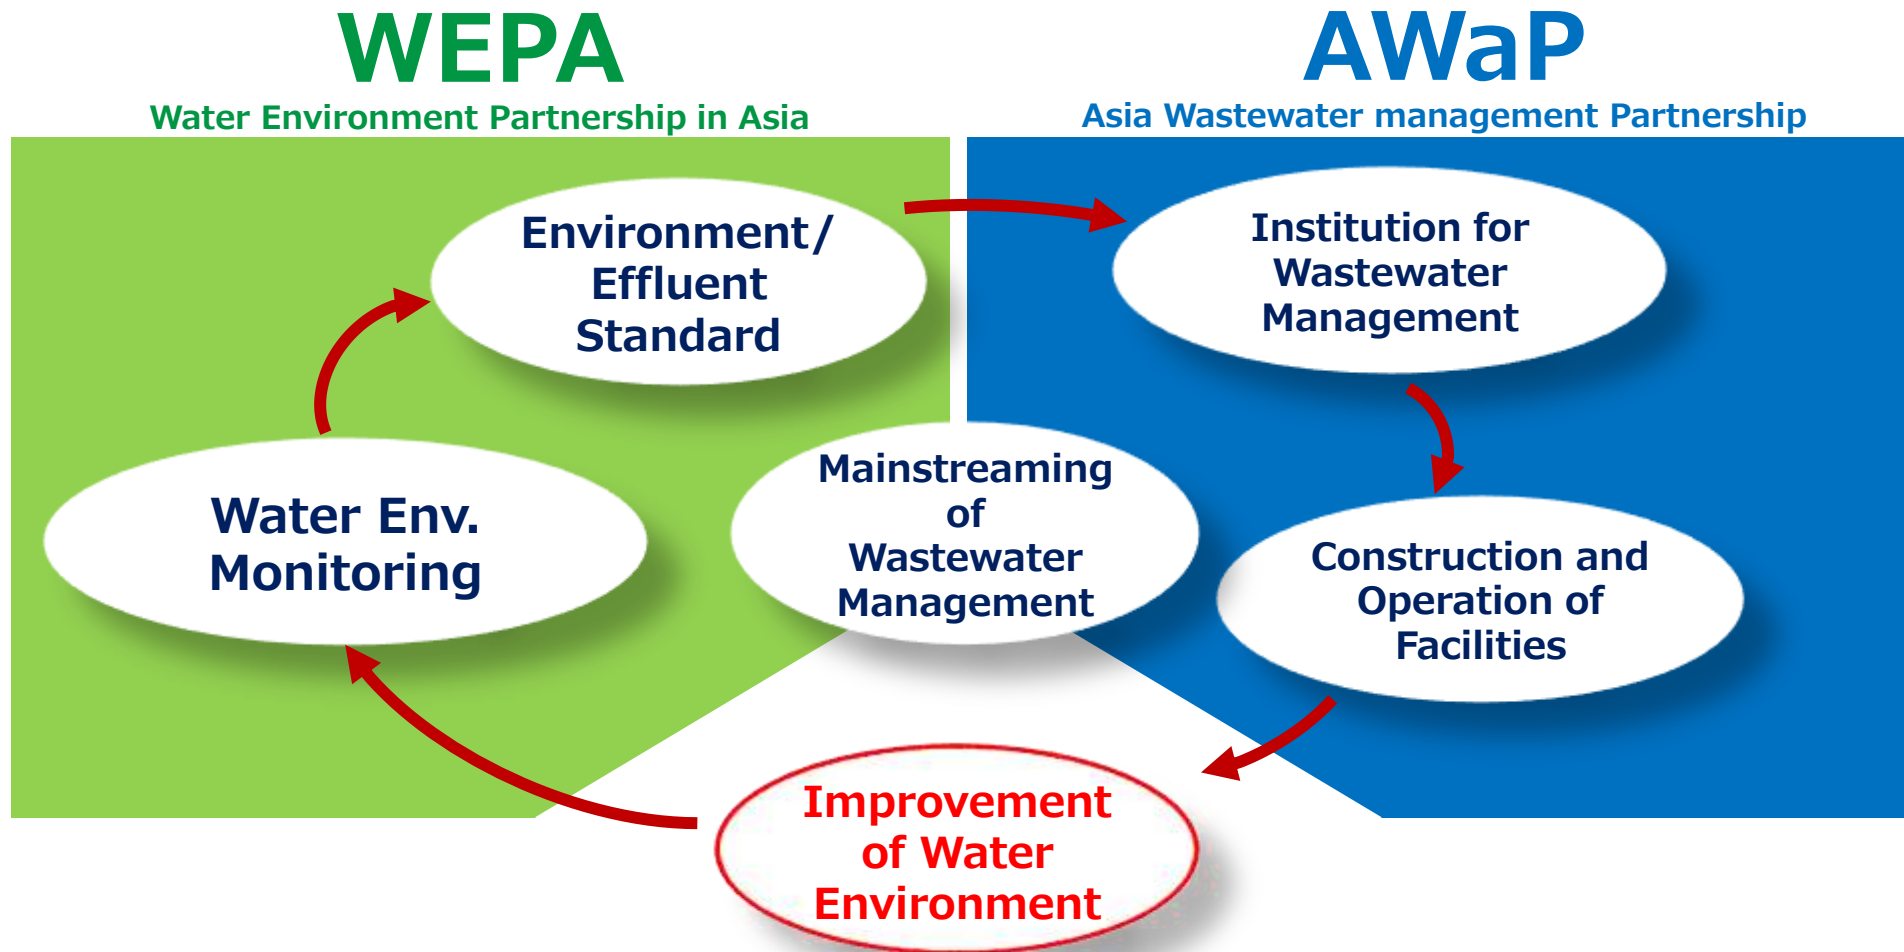 WEPA
Water Environment Partnership in Asia
AWaP
Asia Wastewater management Partnership
Environment/
Effluent
Standard
Institution for
Wastewater
Management
Water Env.
Monitoring
Mainstreaming
of
Wastewater
Management
Construction and
Operation of
Facilities
Improvement
of Water
Environment